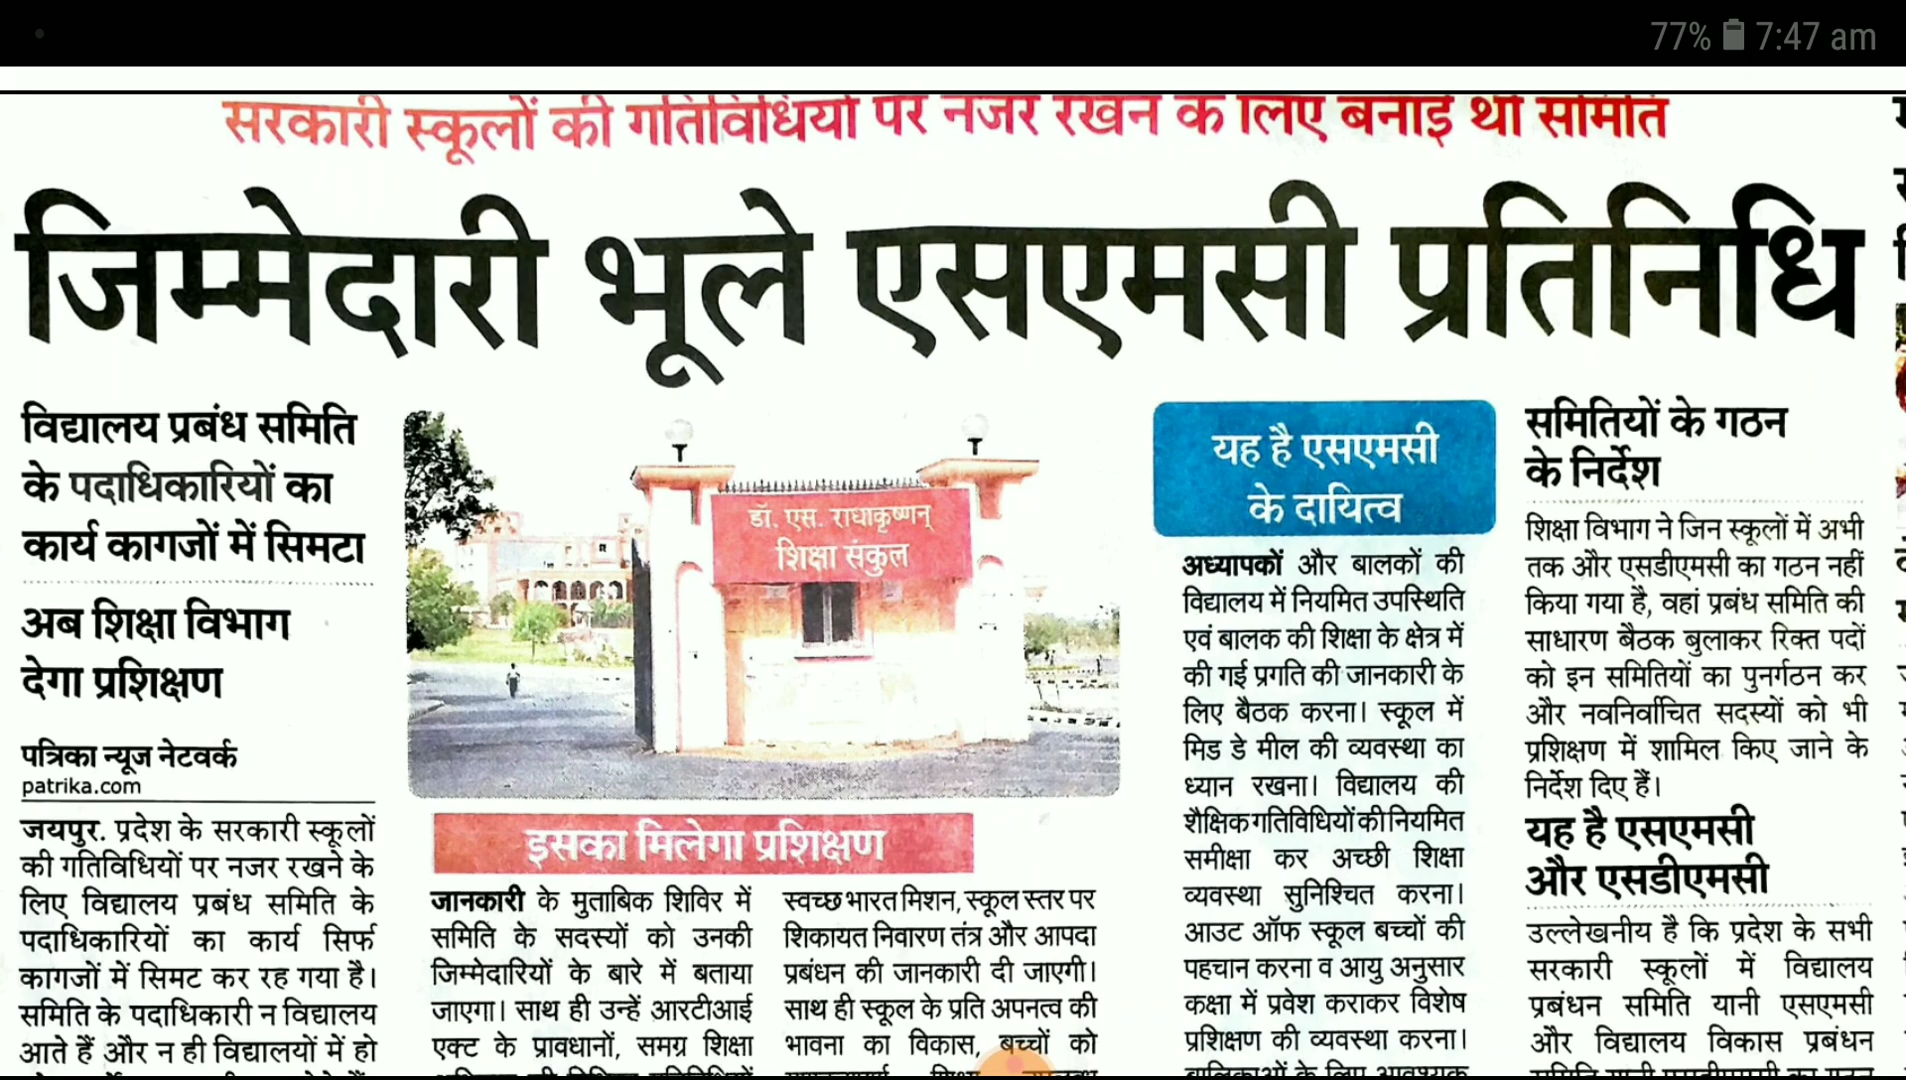 77% 7:47 am
सरकारी स्कूलों की गतिविधियों पर नजर रखने के लिए बनाई थी समिति
जिम्मेदारी भूले एसएमसी प्रतिनिधि
विद्यालय प्रबंध समिति
के पदाधिकारियों का
कार्य कागजों में सिमटा
अब शिक्षा विभाग
देगा प्रशिक्षण
पत्रिका न्यूज नेटवर्क
patrika.com
जयपुर. प्रदेश के सरकारी स्कूलों
की गतिविधियों पर नजर रखने के
लिए विद्यालय प्रबंध समिति के
पदाधिकारियों का कार्य सिर्फ
कागजों में सिमट कर रह गया है।
समिति के पदाधिकारी न विद्यालय
आते हैं और न ही विद्यालयों में हो
डॉ. एस. राधाकृष्णन्
शिक्षा संकुल
इसका मिलेगा प्रशिक्षण
जानकारी के मुताबिक शिविर में
समिति के सदस्यों को उनकी
जिम्मेदारियों के बारे में बताया
जाएगा। साथ ही उन्हें आरटीआई
एक्ट के प्रावधानों, समग्र शिक्षा
स्वच्छ भारत मिशन, स्कूल स्तर पर
शिकायत निवारण तंत्र और आपदा
प्रबंधन की जानकारी दी जाएगी।
साथ ही स्कूल के प्रति अपनत्व की
भावना का विकास, बच्चों को
यह है एसएमसी
के दायित्व
अध्यापकों और बालकों की
विद्यालय में नियमित उपस्थिति
एवं बालक की शिक्षा के क्षेत्र में
की गई प्रगति की जानकारी के
लिए बैठक करना। स्कूल में
मिड डे मील की व्यवस्था का
ध्यान रखना। विद्यालय की
शैक्षिक गतिविधियों की नियमित
समीक्षा कर अच्छी शिक्षा
व्यवस्था सुनिश्चित करना।
आउट ऑफ स्कूल बच्चों की
पहचान करना व आयु अनुसार
कक्षा में प्रवेश कराकर विशेष
प्रशिक्षण की व्यवस्था करना।
बालिकाओं के लिए आवश्यक
समितियों के गठन
के निर्देश
शिक्षा विभाग ने जिन स्कूलों में अभी
तक और एसडीएमसी का गठन नहीं
किया गया है, वहां प्रबंध समिति की
साधारण बैठक बुलाकर रिक्त पदों
को इन समितियों का पुनर्गठन कर
और नवनिर्वाचित सदस्यों को भी
प्रशिक्षण में शामिल किए जाने के
निर्देश दिए हैं।
यह है एसएमसी
और एसडीएमसी
उल्लेखनीय है कि प्रदेश के सभी
सरकारी स्कूलों में विद्यालय
प्रबंधन समिति यानी एसएमसी
और विद्यालय विकास प्रबंधन